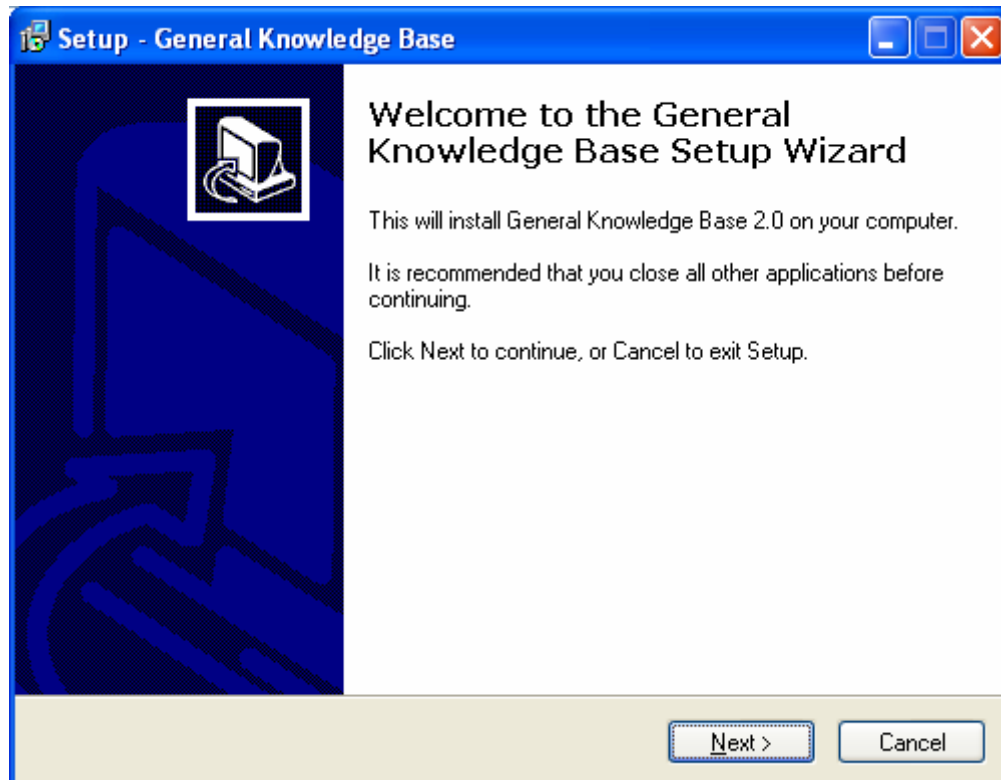 Setup - General Knowledge Base
Welcome to the General
Knowledge Base Setup Wizard
This will install General Knowledge Base 2.0 on your computer.
It is recommended that you close all other applications before
continuing.
Click Next to continue, or Cancel to exit Setup.
Next >
Cancel